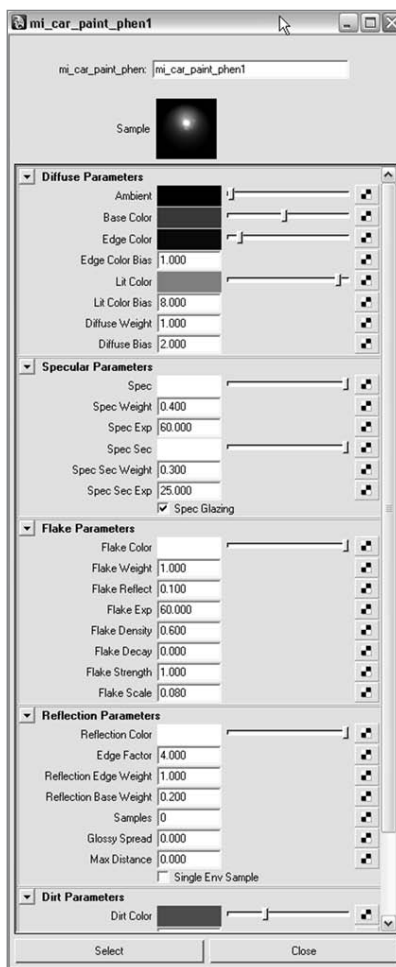 mi_car_paint_phen1
mi_car_paint_phen: mi_car_paint_phen1
Sample
Diffuse Parameters
Ambient
Base Color
Edge Color
Edge Color Bias 1.000
Lit Color
Lit Color Bias 8.000
Diffuse Weight 1.000
Diffuse Bias 2.000
Specular Parameters
Spec
Spec Weight 0.400
Spec Exp 60.000
Spec Sec
Spec Sec Weight 0.300
Spec Sec Exp 25.000
Spec Glazing
Flake Parameters
Flake Color
Flake Weight 1.000
Flake Reflect 0.100
Flake Exp 60.000
Flake Density 0.600
Flake Decay 0.000
Flake Strength 1.000
Flake Scale 0.080
Reflection Parameters
Reflection Color
Edge Factor 4.000
Reflection Edge Weight 1.000
Reflection Base Weight 0.200
Samples 0
Glossy Spread 0.000
Max Distance 0.000
Single Env Sample
Dirt Parameters
Dirt Color
Select Close